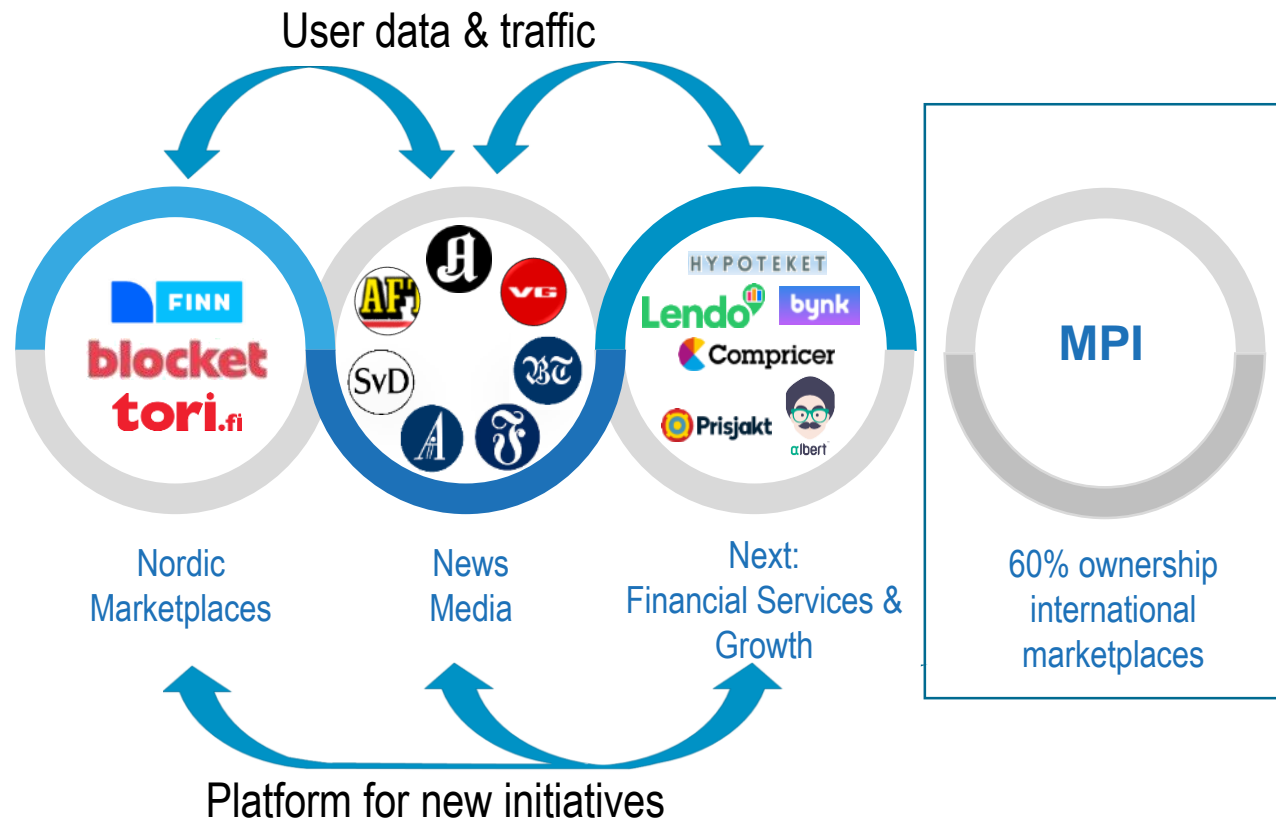 User data & traffic
FINN
blocket
tori.fi
A
AF
VG
SvD
BT
A
F
HYPOTEKET
Lendo
bynk
Compricer
Prisjakt
albert
MPI
Nordic
Marketplaces
News
Media
Next:
Financial Services &
Growth
60% ownership
international
marketplaces
Platform for new initiatives